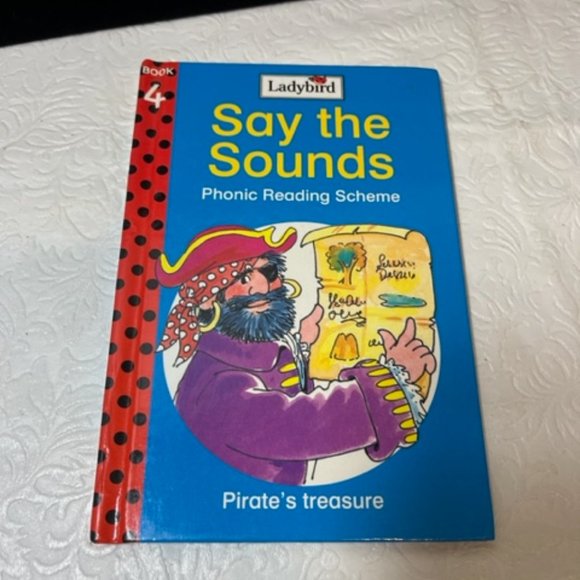 BOOK
4
Ladybird
Say the
Sounds
Phonic Reading Scheme
Pirate's treasure